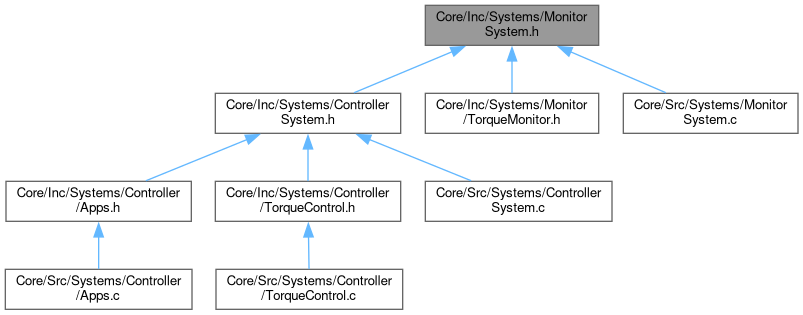 Core/Inc/Systems/Monitor
System.h
Core/Inc/Systems/Controller
System.h
Core/Inc/Systems/Monitor
/TorqueMonitor.h
Core/Src/Systems/Monitor
System.c
Core/Inc/Systems/Controller
/Apps.h
Core/Inc/Systems/Controller
/TorqueControl.h
Core/Src/Systems/Controller
System.c
Core/Src/Systems/Controller
/Apps.c
Core/Src/Systems/Controller
/TorqueControl.c